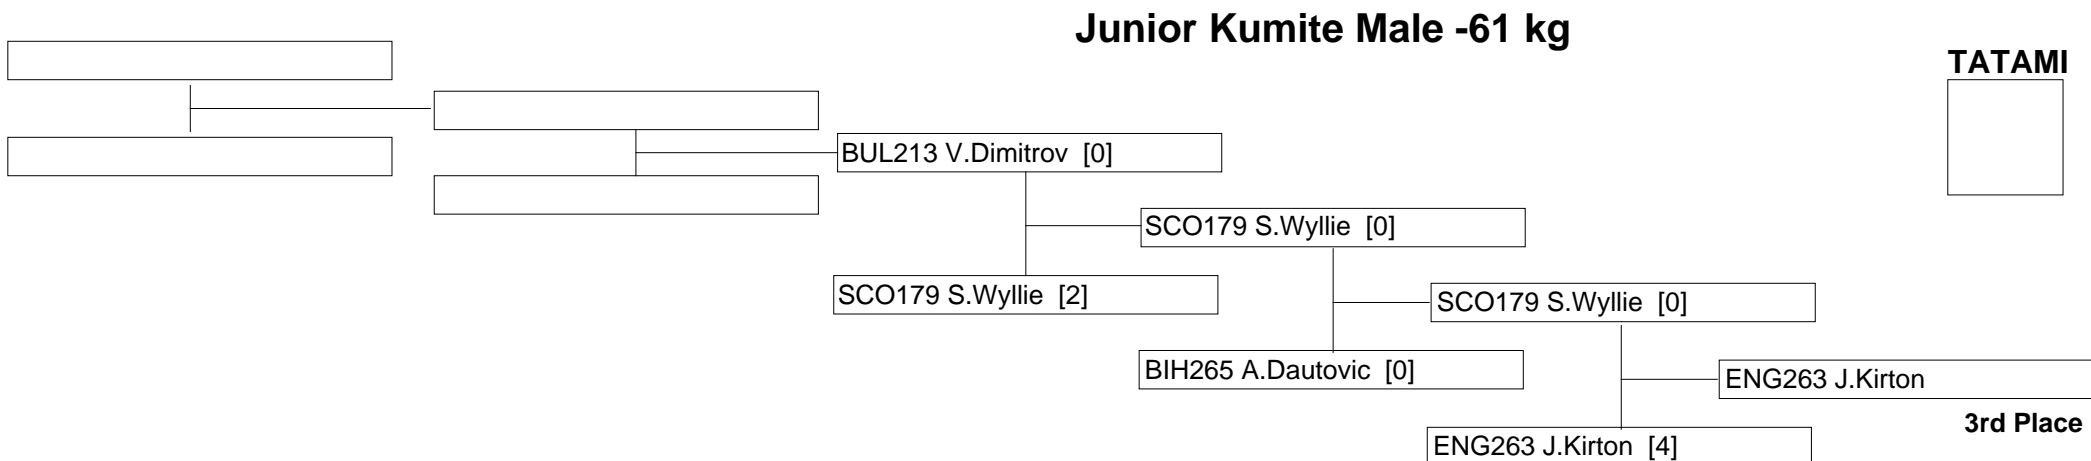 Junior Kumite Male -61 kg
TATAMI
BUL213 V.Dimitrov [0]
SCO179 S.Wyllie [0]
SCO179 S.Wyllie [2]
SCO179 S.Wyllie [0]
BIH265 A.Dautovic [0]
ENG263 J.Kirton
3rd Place
ENG263 J.Kirton [4]